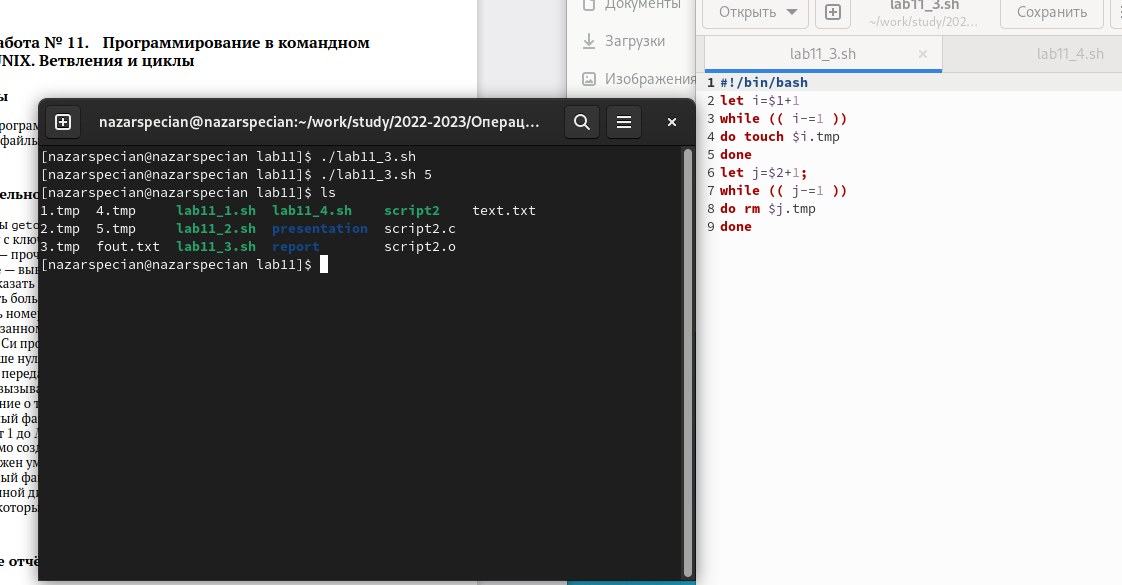 абота № 11. Программирование в командном
NIX. Ветвления и циклы
Документы
Загрузки
Изображения
Открыть
lab11_3.sh
~/work/study/202...
Сохранить
lab11_3.sh
lab11_4.sh
1 #!/bin/bash
2 let i=$1+1
3 while (( i-=1 ))
4 do touch $i.tmp
5 done
6 let j=$2+1;
7 while (( j-=1 ))
8 do rm $j.tmp
9 done
nazarspecian@nazarspecian:~/work/study/2022-2023/Операц...
[nazarspecian@nazarspecian lab11]$ ./lab11_3.sh
[nazarspecian@nazarspecian lab11]$ ./lab11_3.sh 5
[nazarspecian@nazarspecian lab11]$ ls
1.tmp 4.tmp lab11_1.sh lab11_4.sh script2 text.txt
2.tmp 5.tmp lab11_2.sh presentation script2.c
3.tmp fout.txt lab11_3.sh report script2.o
[nazarspecian@nazarspecian lab11]$